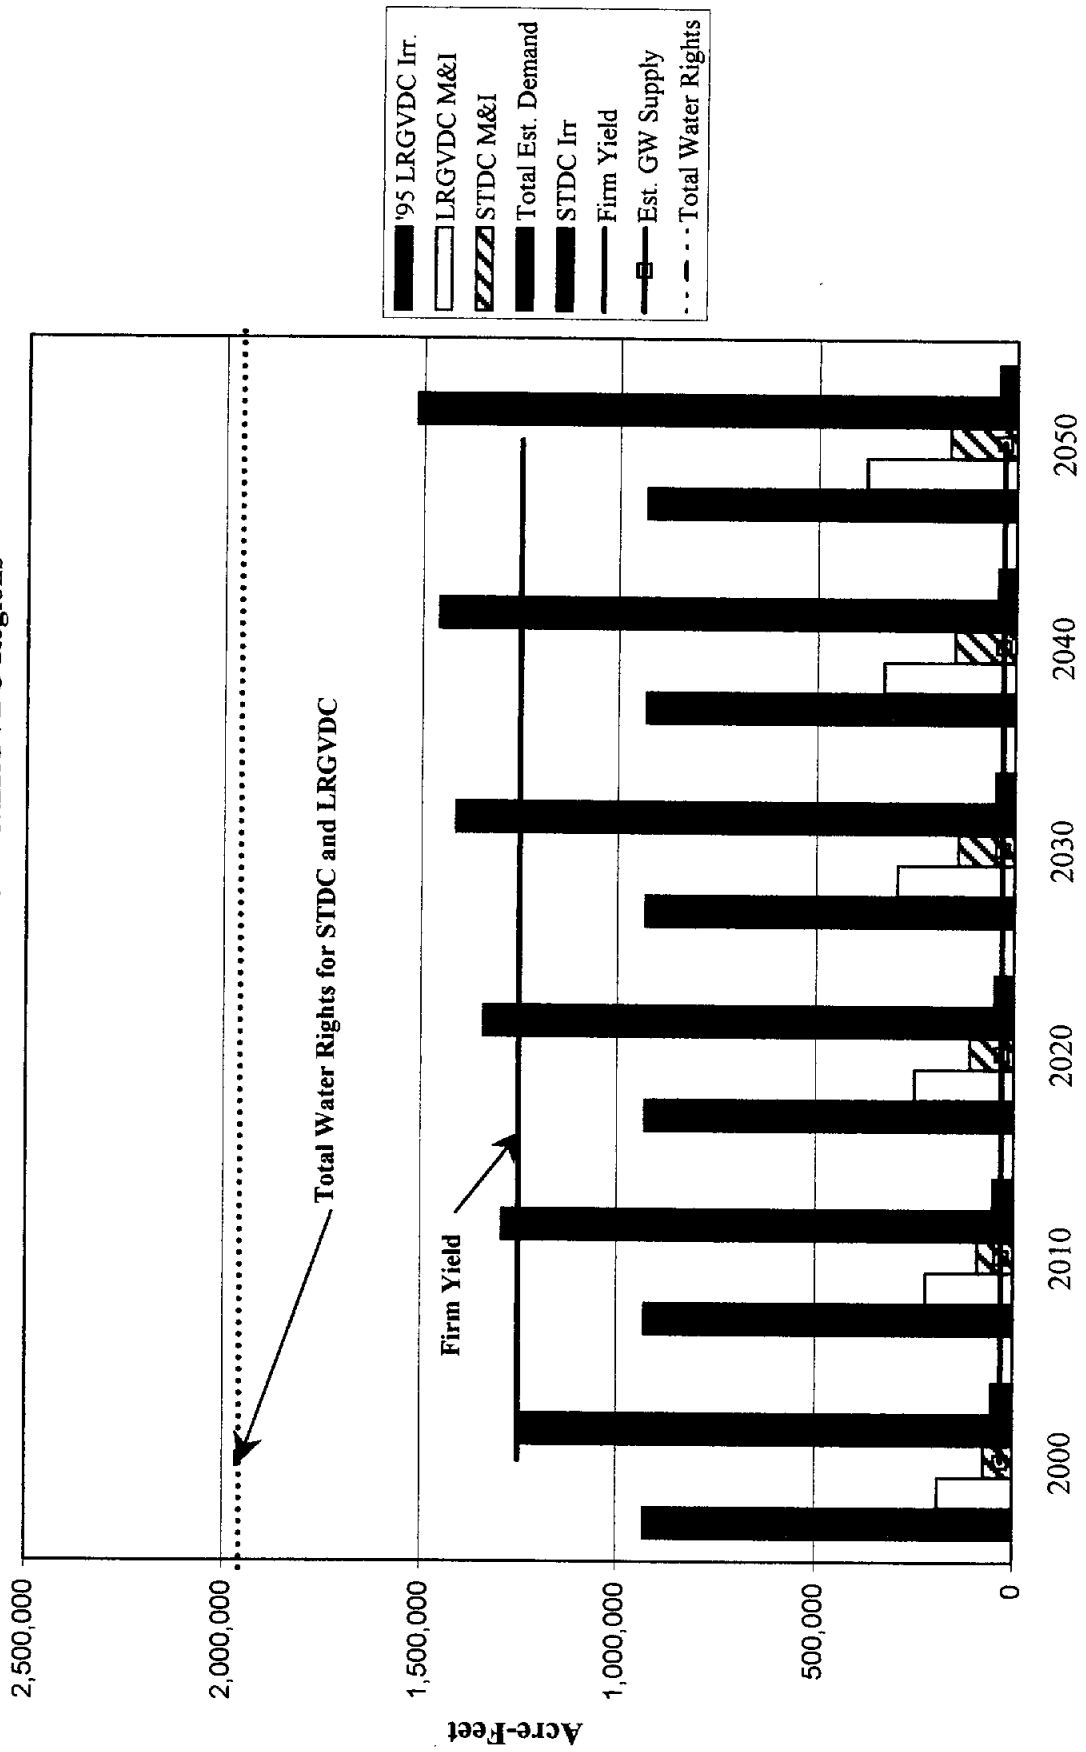 2,500,000
2,000,000
1,500,000
1,000,000
500,000
0
Acre-Feet
Total Water Rights for STDC and LRGVDC
Firm Yield
2000
2010
2020
2030
2040
2050
'95 LRGVDC Irr.
LRGVDC M&I
STDC M&I
Total Est. Demand
STDC Irr
Firm Yield
Est. GW Supply
Total Water Rights